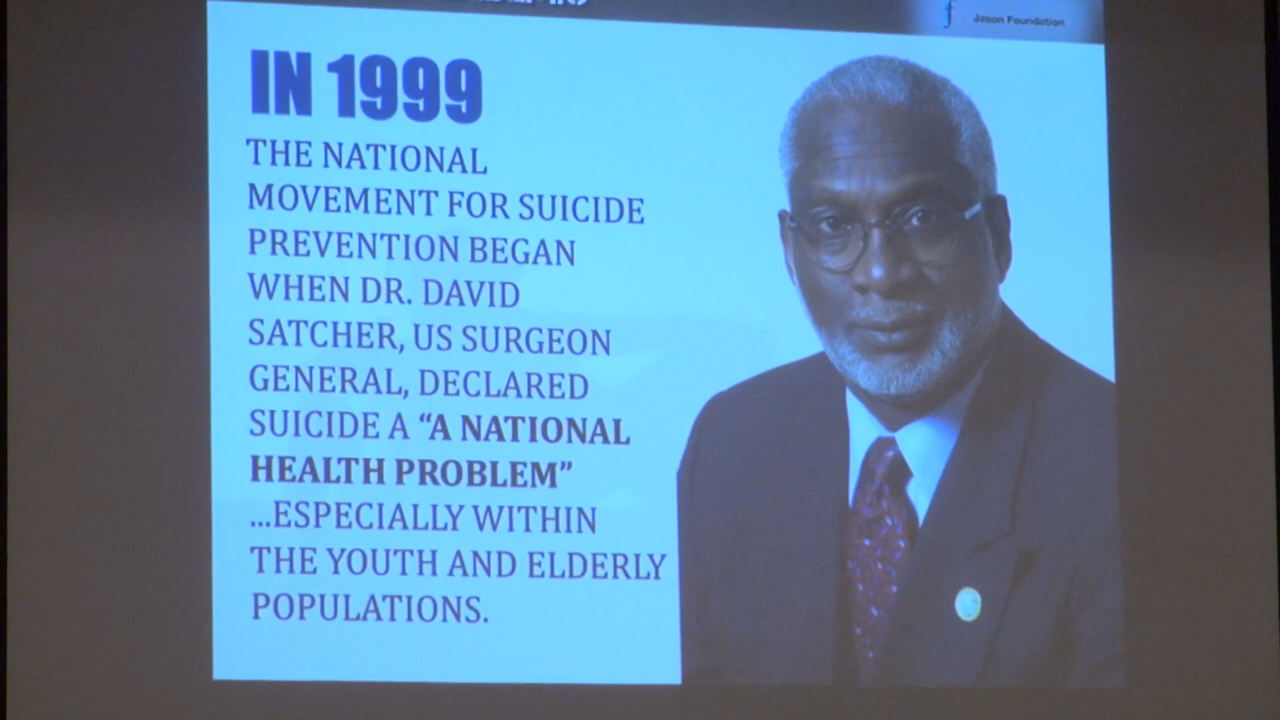 Jason Foundation
IN 1999
THE NATIONAL
MOVEMENT FOR SUICIDE
PREVENTION BEGAN
WHEN DR. DAVID
SATCHER, US SURGEON
GENERAL, DECLARED
SUICIDE A “A NATIONAL
HEALTH PROBLEM”
...ESPECIALLY WITHIN
THE YOUTH AND ELDERLY
POPULATIONS.